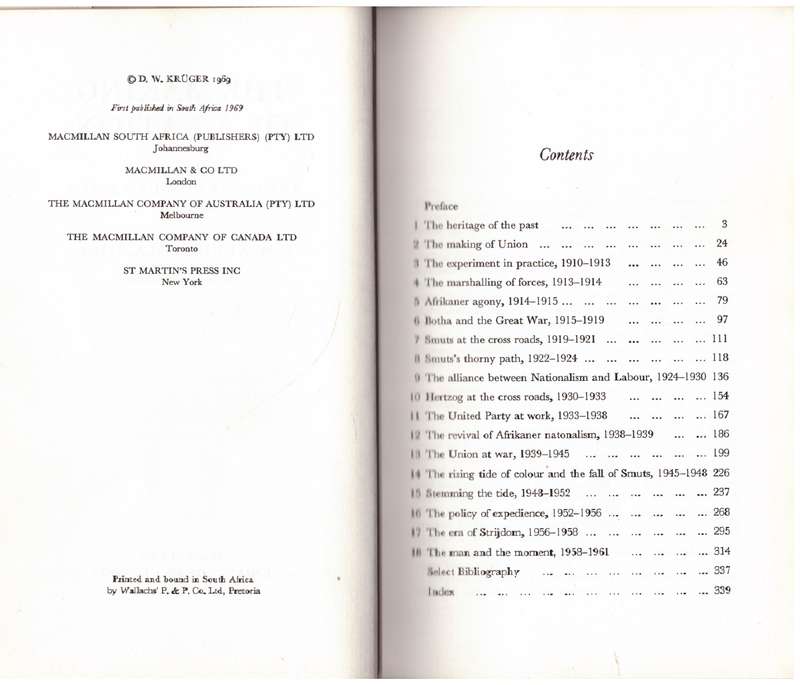 © D. W. KRÜGER 1969
First published in South Africa 1969
MACMILLAN SOUTH AFRICA (PUBLISHERS) (PTY) LTD
Johannesburg
MACMILLAN & CO LTD
London
THE MACMILLAN COMPANY OF AUSTRALIA (PTY) LTD
Melbourne
THE MACMILLAN COMPANY OF CANADA LTD
Toronto
ST MARTIN'S PRESS INC
New York
Printed and bound in South Africa
by Wallachs' P. & P. Co. Ltd, Pretoria
Contents
Preface
1 The heritage of the past ... ... ... ... ... ... ... 3
2 The making of Union ... ... ... ... ... ... ... ... 24
3 The experiment in practice, 1910–1913 ... ... ... ... 46
4 The marshalling of forces, 1913–1914 ... ... ... ... 63
5 Afrikaner agony, 1914–1915 ... ... ... ... ... ... ... 79
6 Botha and the Great War, 1915–1919 ... ... ... ... 97
7 Smuts at the cross roads, 1919–1921 ... ... ... ... ... 111
8 Smuts's thorny path, 1922–1924 ... ... ... ... ... ... 118
9 The alliance between Nationalism and Labour, 1924–1930 136
10 Hertzog at the cross roads, 1930–1933 ... ... ... ... 154
11 The United Party at work, 1933–1938 ... ... ... ... 167
12 The revival of Afrikaner natonalism, 1938–1939 ... ... 186
13 The Union at war, 1939–1945 ... ... ... ... ... ... 199
14 The rising tide of colour and the fall of Smuts, 1945–1948 226
15 Stemming the tide, 1948–1952 ... ... ... ... ... ... 237
16 The policy of expedience, 1952–1956 ... ... ... ... ... 268
17 The era of Strijdom, 1956–1958 ... ... ... ... ... ... 295
18 The man and the moment, 1958–1961 ... ... ... ... 314
Select Bibliography ... ... ... ... ... ... ... ... 337
Index ... ... ... ... ... ... ... ... ... ... ... 339